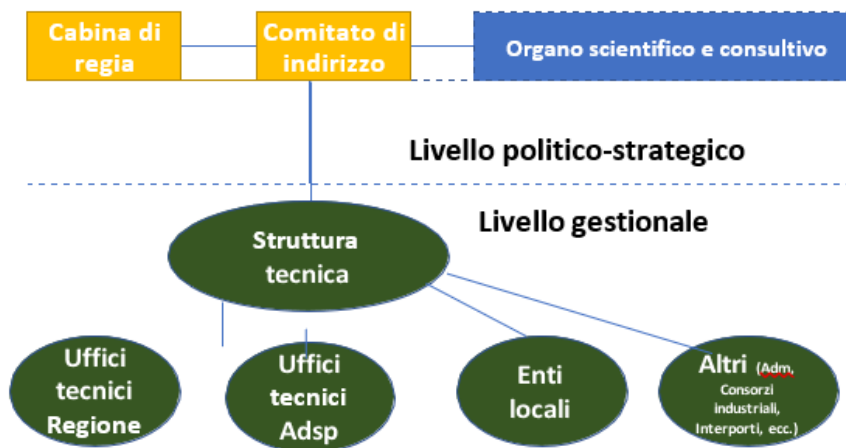 Cabina di
regia
Comitato di
indirizzo
Organo scientifico e consultivo
Livello politico-strategico
Livello gestionale
Struttura
tecnica
Uffici
tecnici
Regione
Uffici
tecnici
Adsp
Enti
locali
Altri (Adm,
Consorzi
industriali,
Interporti, ecc.)